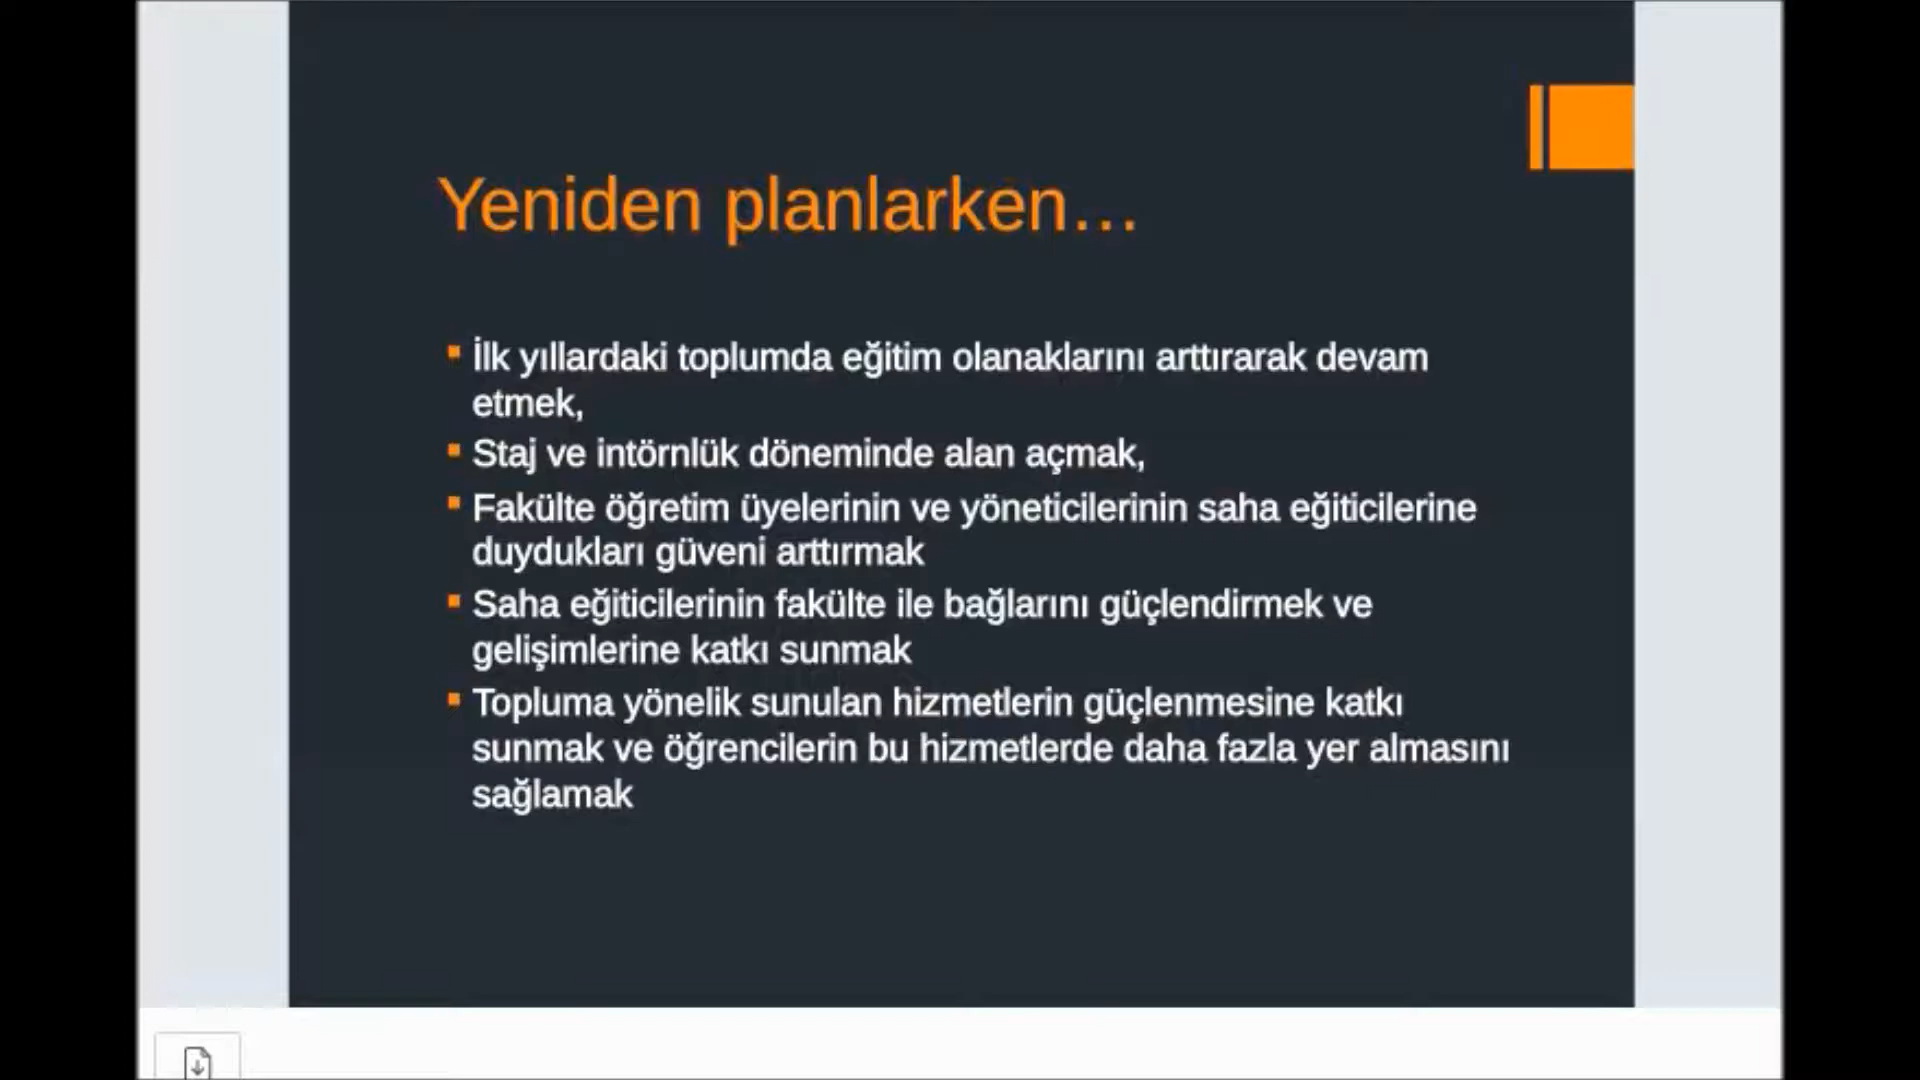 Yeniden planlarken...
İlk yıllardaki toplumda eğitim olanaklarını arttırarak devam
etmek,
Staj ve intörnlük döneminde alan açmak,
Fakülte öğretim üyelerinin ve yöneticilerinin saha eğiticilerine
duydukları güveni arttırmak
Saha eğiticilerinin fakülte ile bağlarını güçlendirmek ve
gelişimlerine katkı sunmak
Topluma yönelik sunulan hizmetlerin güçlenmesine katkı
sunmak ve öğrencilerin bu hizmetlerde daha fazla yer almasını
sağlamak